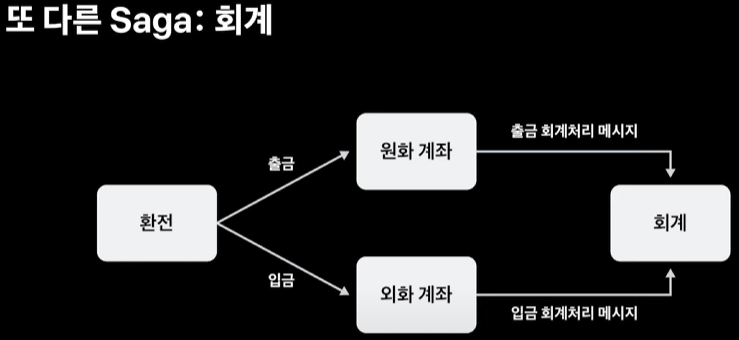 또 다른 Saga: 회계
출금 회계처리 메시지
원화 계좌
출금
환전
회계
입금
외화 계좌
입금 회계처리 메시지